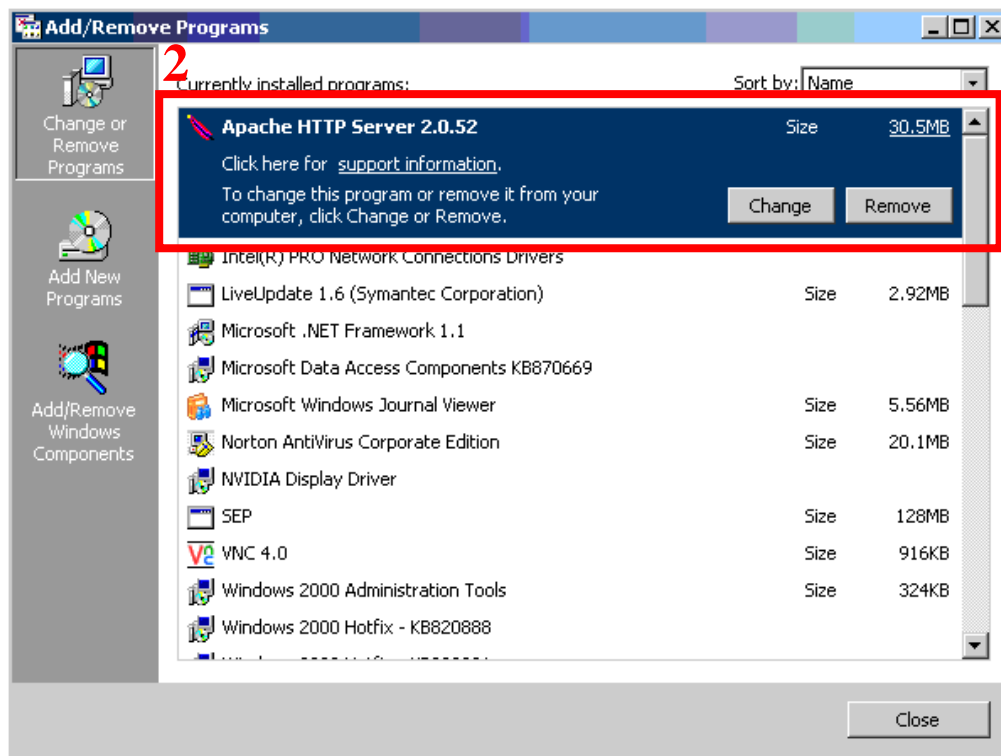 Add/Remove Programs
2
Currently installed programs:
Sort by: Name
Change or
Remove
Programs
Add New
Programs
Add/Remove
Windows
Components
Apache HTTP Server 2.0.52 Size 30.5MB
Click here for support information.
To change this program or remove it from your
computer, click Change or Remove.
Change Remove
Intel(R) PRO Network Connections Drivers
LiveUpdate 1.6 (Symantec Corporation) Size 2.92MB
Microsoft .NET Framework 1.1
Microsoft Data Access Components KB870669
Microsoft Windows Journal Viewer Size 5.56MB
Norton AntiVirus Corporate Edition Size 20.1MB
NVIDIA Display Driver
SEP Size 128MB
VNC 4.0 Size 916KB
Windows 2000 Administration Tools Size 324KB
Windows 2000 Hotfix - KB820888
Close